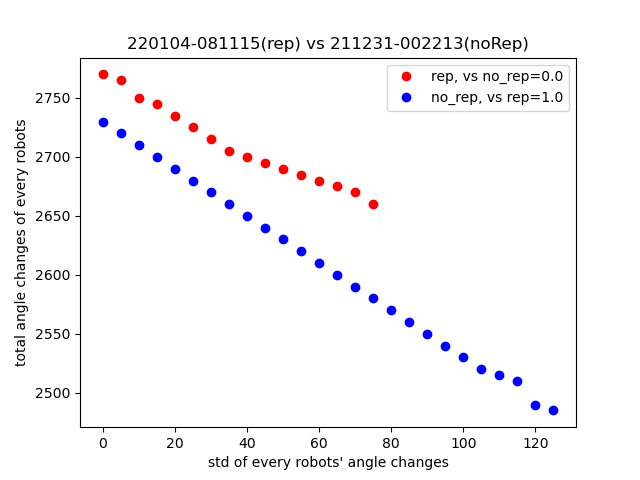 220104-081115(rep) vs 211231-002213(noRep)
rep, vs no_rep=0.0
no_rep, vs rep=1.0
total angle changes of every robots
2750
2700
2650
2600
2550
2500
0 20 40 60 80 100 120
std of every robots' angle changes